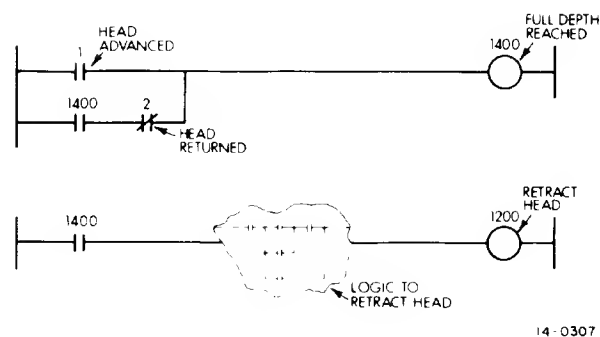 HEAD
ADVANCED
FULL DEPTH
REACHED
1
1400
1400
2
HEAD
RETURNED
RETRACT
HEAD
1400
1200
LOGIC TO
RETRACT HEAD
14-0307